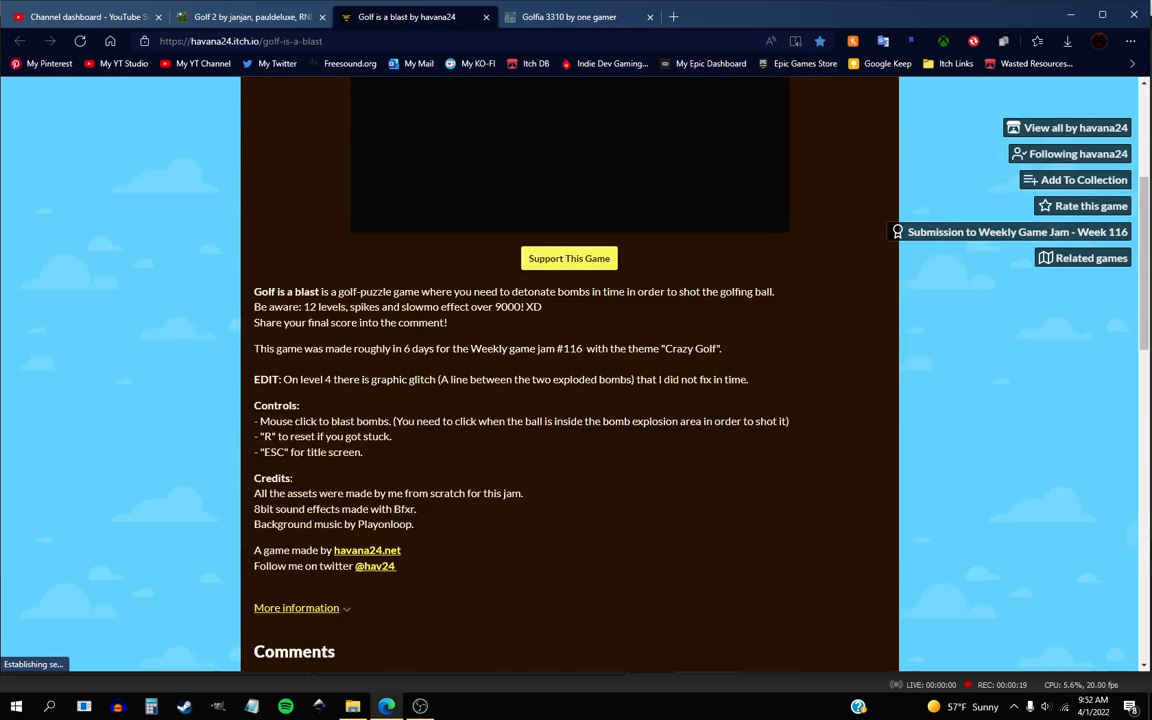 Channel dashboard - YouTube St
Golf 2 by janjan, pauldeluxe, RNI
Golf is a blast by havana24
Golfia 3310 by one gamer
https://havana24.itch.io/golf-is-a-blast
My Pinterest
My YT Studio
My YT Channel
My Twitter
Freesound.org
My Mail
My KO-FI
Itch DB
Indie Dev Gaming...
My Epic Dashboard
Epic Games Store
Google Keep
Itch Links
Wasted Resources...
View all by havana24
Following havana24
Add To Collection
Rate this game
Submission to Weekly Game Jam - Week 116
Related games
Support This Game
Golf is a blast is a golf-puzzle game where you need to detonate bombs in time in order to shot the golfing ball.
Be aware: 12 levels, spikes and slowmo effect over 9000! XD
Share your final score into the comment!
This game was made roughly in 6 days for the Weekly game jam #116 with the theme "Crazy Golf".
EDIT: On level 4 there is graphic glitch (A line between the two exploded bombs) that I did not fix in time.
Controls:
- Mouse click to blast bombs. (You need to click when the ball is inside the bomb explosion area in order to shot it)
- "R" to reset if you got stuck.
- "ESC" for title screen.
Credits:
All the assets were made by me from scratch for this jam.
8bit sound effects made with Bfxr.
Background music by Playonloop.
A game made by havana24.net
Follow me on twitter @hav24
More information
Comments
Establishing se...
LIVE: 00:00:00
REC: 00:00:19
CPU: 5.6%, 20.00 fps
57°F Sunny
9:52 AM
4/1/2022
8